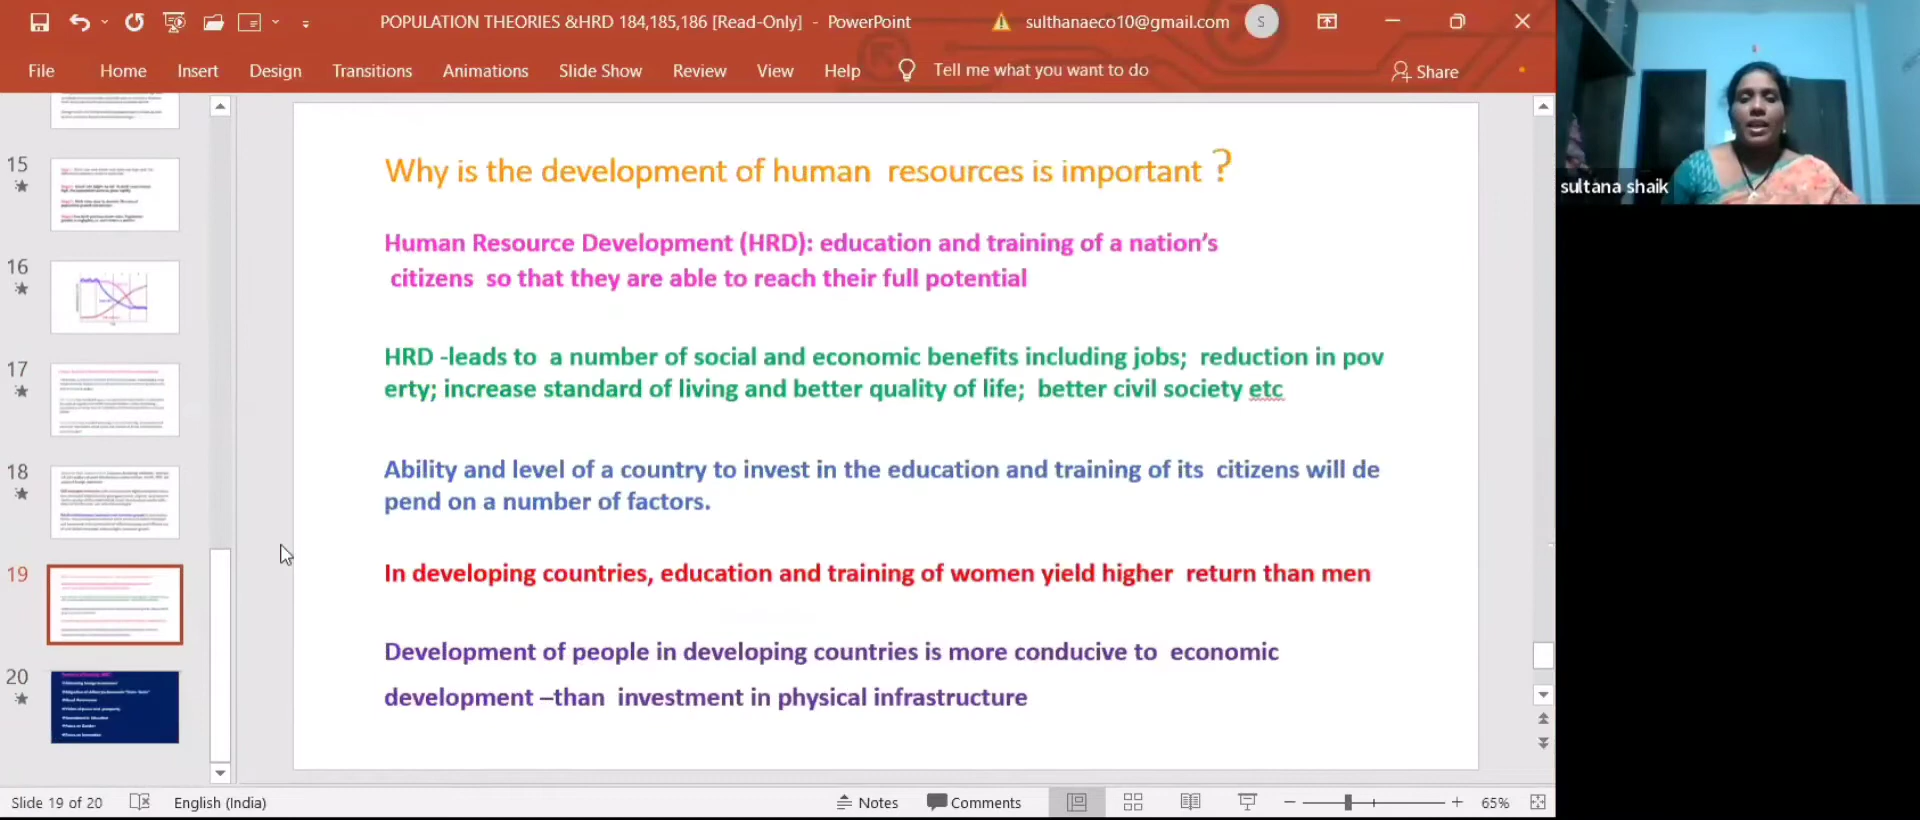 POPULATION THEORIES &HRD 184,185,186 [Read-Only] - PowerPoint
sulthanaeco10@gmail.com
S
File Home Insert Design Transitions Animations Slide Show Review View Help Tell me what you want to do Share
sultana shaik
15
16
17
18
19
20
Why is the development of human resources is important ?
Human Resource Development (HRD): education and training of a nation’s
citizens so that they are able to reach their full potential
HRD -leads to a number of social and economic benefits including jobs; reduction in pov
erty; increase standard of living and better quality of life; better civil society etc
Ability and level of a country to invest in the education and training of its citizens will de
pend on a number of factors.
In developing countries, education and training of women yield higher return than men
Development of people in developing countries is more conducive to economic
development –than investment in physical infrastructure
Slide 19 of 20 English (India) Notes Comments 65%